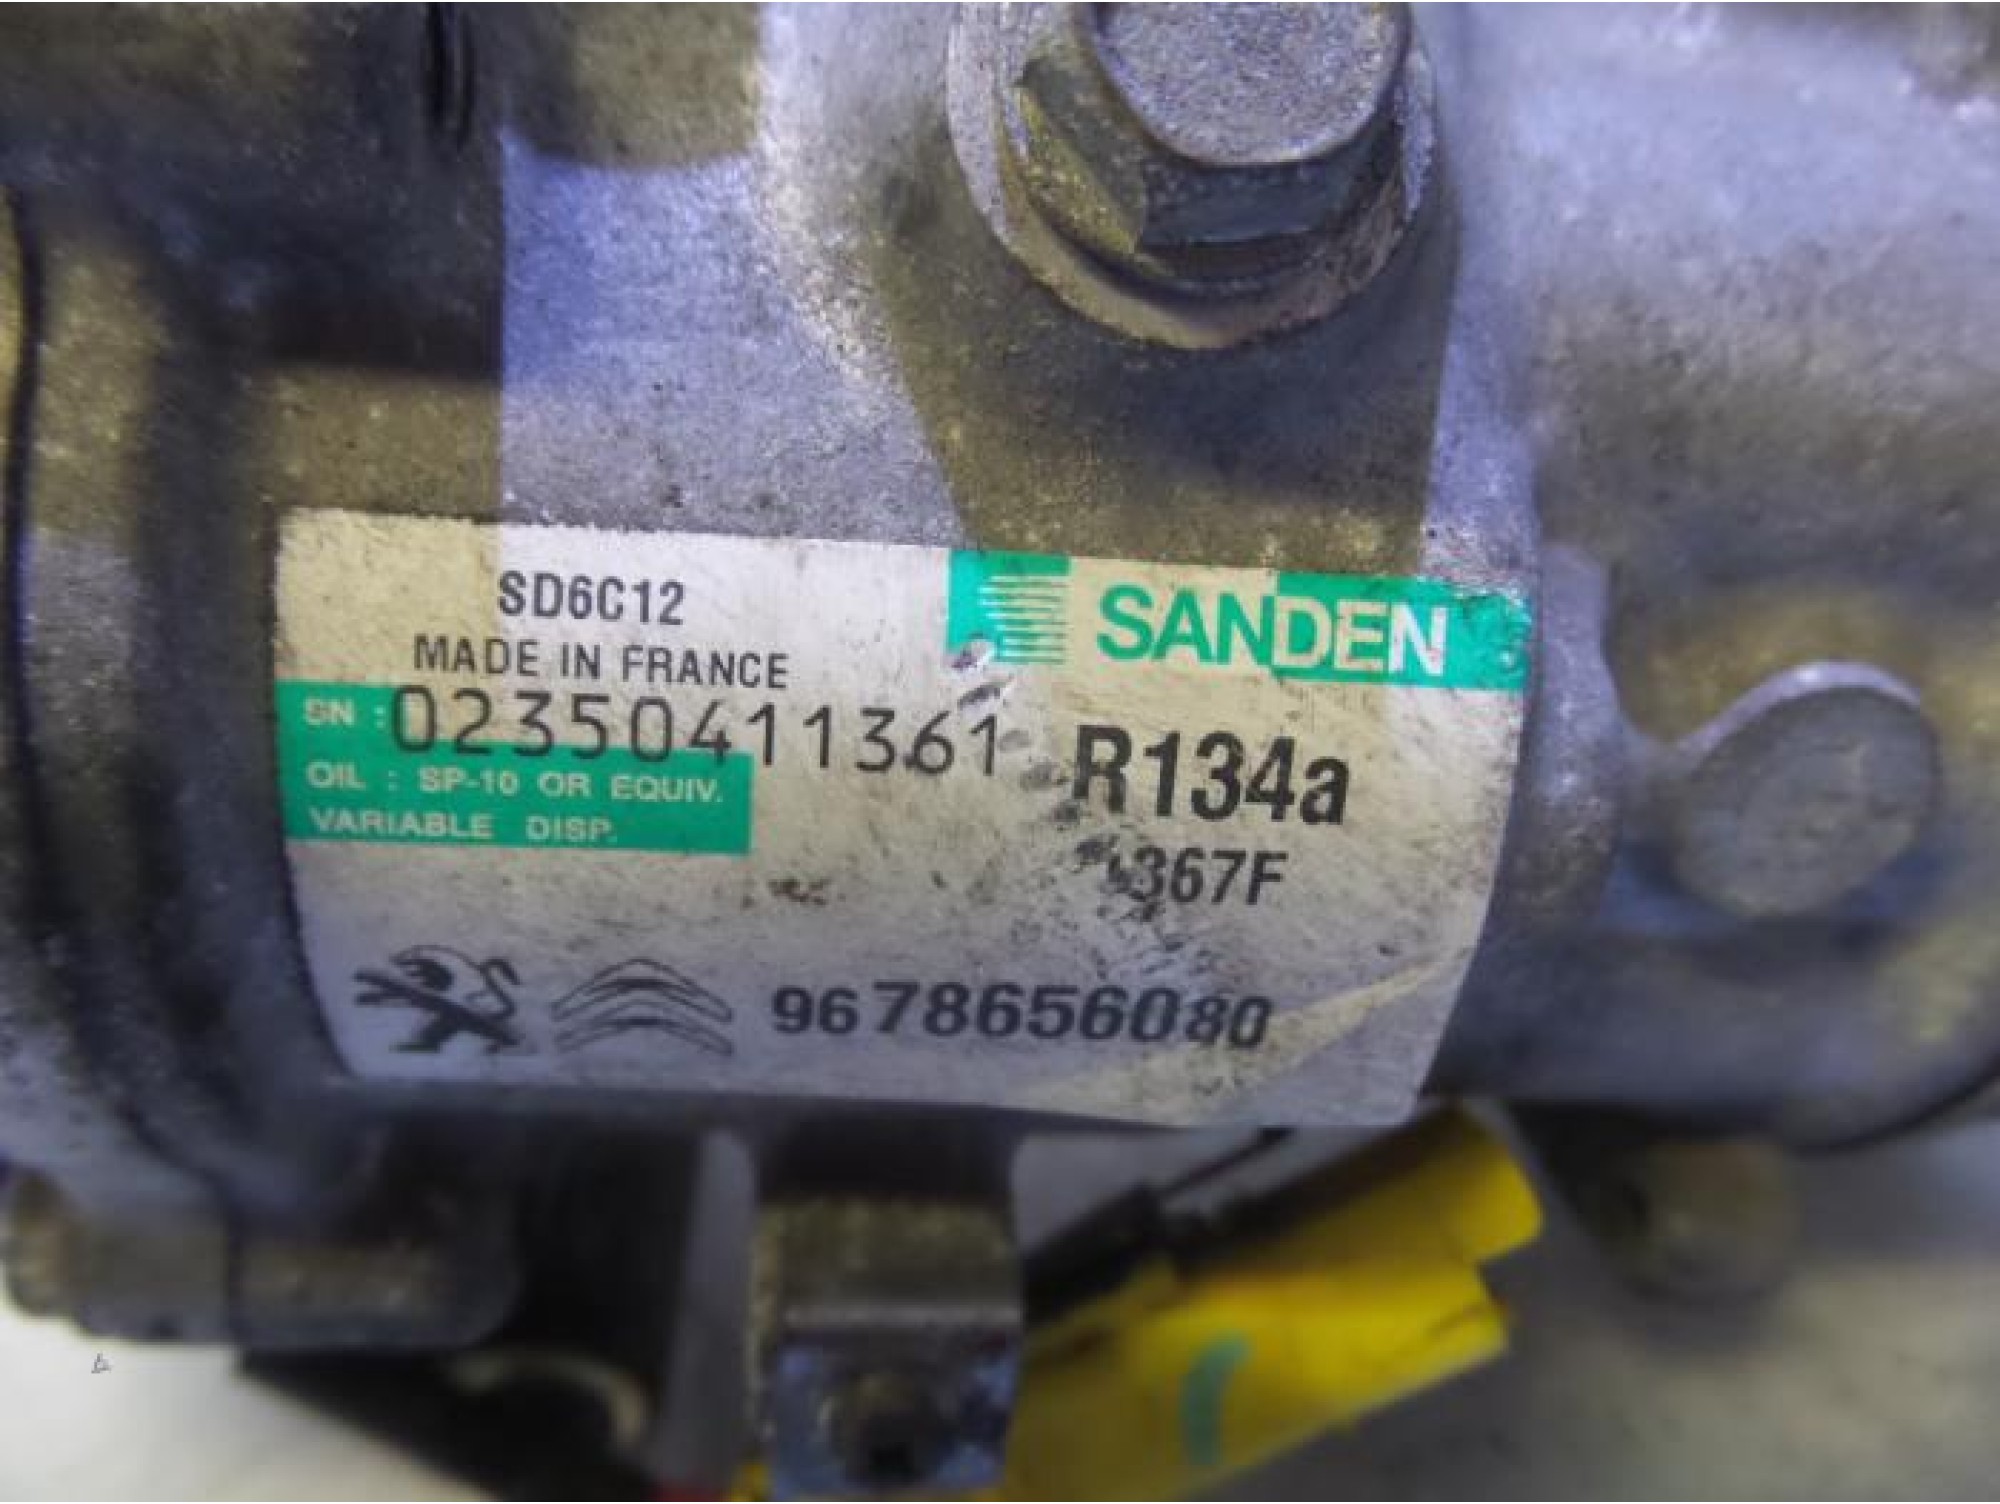 SD6C12
MADE IN FRANCE
SANDEN
SN : 02350411361
OIL : SP-10 OR EQUIV.
VARIABLE DISP.
R134a
367F
9678656080